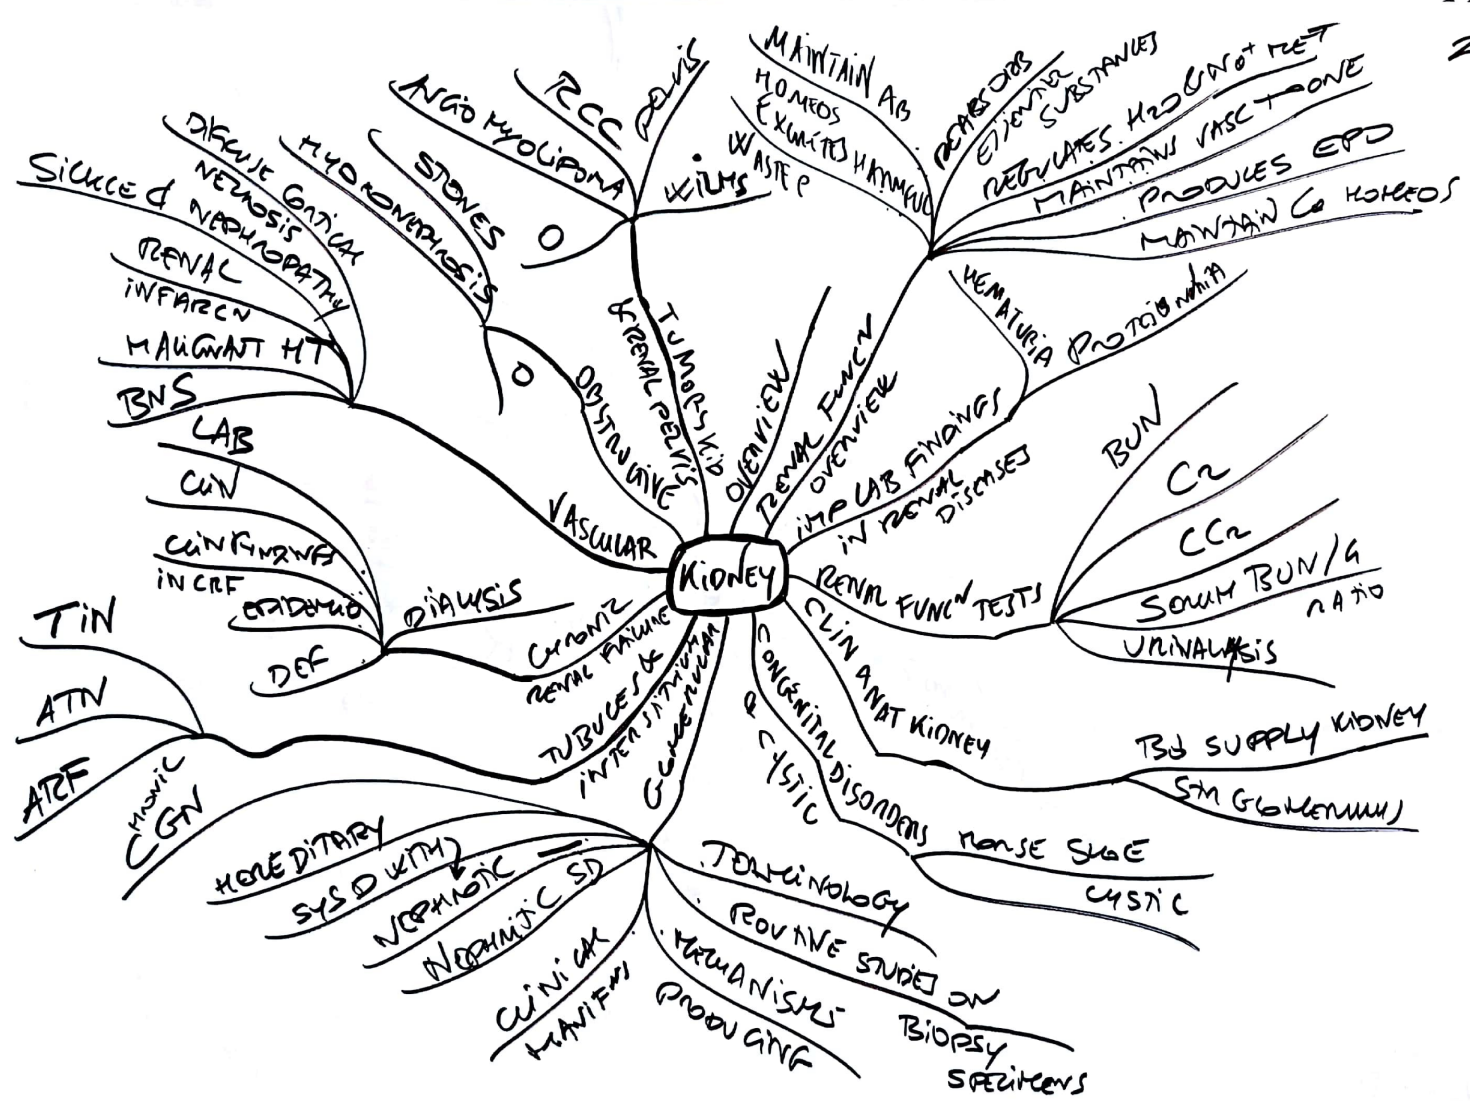 KIDNEY
OVERVIEW
RENAL FUNCN
OVERVIEW
MAINTAIN AB
HOMEOS
EXCRETES HARMFUL
WASTE P
REABSORB
ESSENTIAL
SUBSTANCES
REGULATES H2O & NA+ MET
MAINTAINS VASC TONE
PRODUCES EPO
MAINTAIN Ca HOMEOS
IMP LAB FINDINGS
IN RENAL
DISEASES
HEMATURIA
PROTEINURIA
RENAL FUNCN TESTS
BUN
Cr
CCr
SERUM BUN/Cr
RATIO
URINALYSIS
CLIN ANAT KIDNEY
Bd SUPPLY KIDNEY
STR GLOMERULUS
CONGENITAL DISORDERS
& CYSTIC
HORSE SHOE
CYSTIC
GLOMERULAR
TERMINOLOGY
ROUTINE STUDIES ON
BIOPSY
SPECIMENS
MECHANISMS
PRODUCING
CLINICAL
MANIFNS
NEPHRITIC SD
NEPHROTIC
SYS D WITH
HEREDITARY
CHRONIC
CGN
TUBULES &
INTERSTITIUM
TIN
ATN
ARF
CHRONIC
RENAL FAILURE
DIALYSIS
LAB
CLIN
CLIN FINDINGS
IN CRF
EPIDEMIO
DEF
VASCULAR
DIFFUSE CORTICAL
NECROSIS
SICKLE C NEPHROPATHY
RENAL
INFARCN
MALIGNANT HT
BNS
OBSTRUCTIVE
STONES
HYDRONEPHROSIS
O
TUMORS KID
& RENAL PELVIS
ANGIOMYOLIPOMA
RCC
PELVIS
WILMS
O